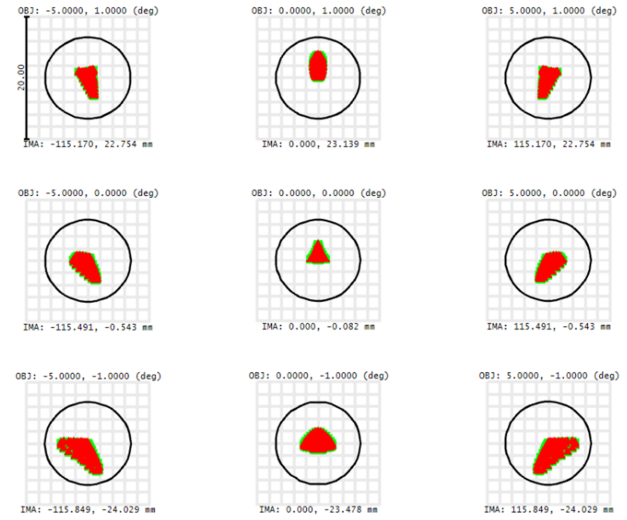 OBJ: -5.0000, 1.0000 (deg)
OBJ: 0.0000, 1.0000 (deg)
OBJ: 5.0000, 1.0000 (deg)
20.00
IMA: -115.170, 22.754 mm
IMA: 0.000, 23.139 mm
IMA: 115.170, 22.754 mm
OBJ: -5.0000, 0.0000 (deg)
OBJ: 0.0000, 0.0000 (deg)
OBJ: 5.0000, 0.0000 (deg)
IMA: -115.491, -0.543 mm
IMA: 0.000, -0.082 mm
IMA: 115.491, -0.543 mm
OBJ: -5.0000, -1.0000 (deg)
OBJ: 0.0000, -1.0000 (deg)
OBJ: 5.0000, -1.0000 (deg)
IMA: -115.849, -24.029 mm
IMA: 0.000, -23.478 mm
IMA: 115.849, -24.029 mm